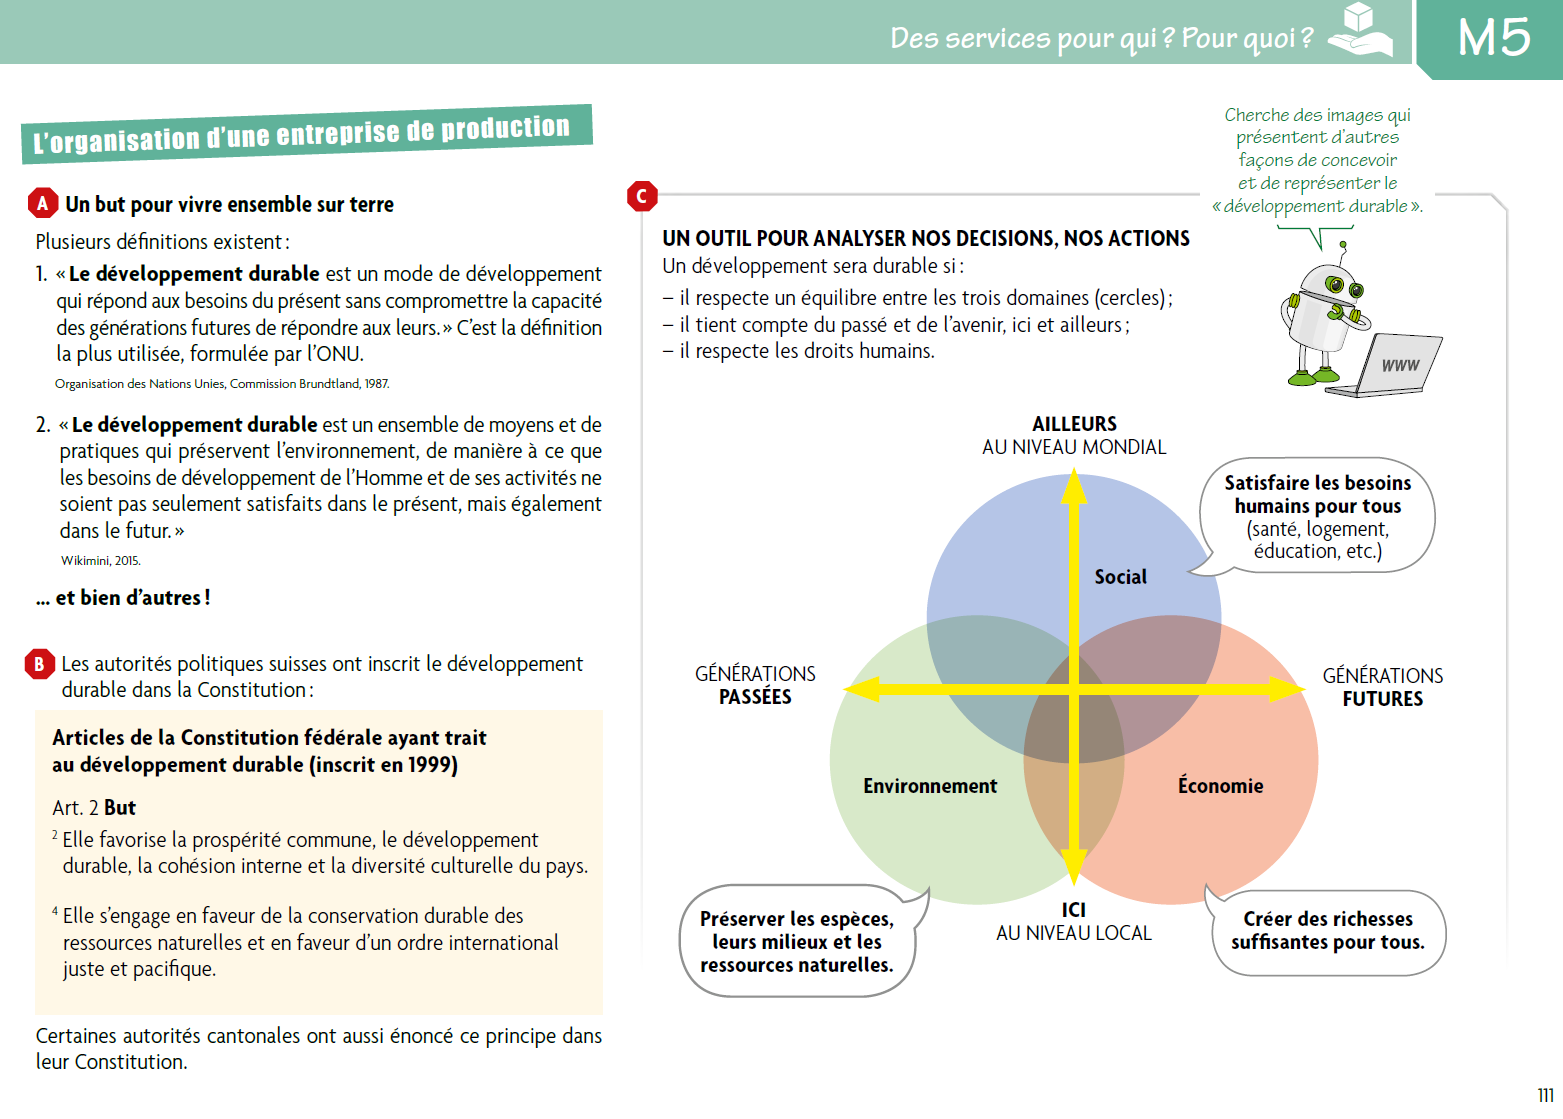 Des services pour qui ? Pour quoi ?
M5
L’organisation d’une entreprise de production
A Un but pour vivre ensemble sur terre
Plusieurs définitions existent :
1. « Le développement durable est un mode de développement
qui répond aux besoins du présent sans compromettre la capacité
des générations futures de répondre aux leurs. » C’est la définition
la plus utilisée, formulée par l’ONU.
Organisation des Nations Unies, Commission Brundtland, 1987.
2. « Le développement durable est un ensemble de moyens et de
pratiques qui préservent l’environnement, de manière à ce que
les besoins de développement de l’Homme et de ses activités ne
soient pas seulement satisfaits dans le présent, mais également
dans le futur. »
Wikimini, 2015.
... et bien d’autres !
B Les autorités politiques suisses ont inscrit le développement
durable dans la Constitution :
Articles de la Constitution fédérale ayant trait
au développement durable (inscrit en 1999)
Art. 2 But
2 Elle favorise la prospérité commune, le développement
durable, la cohésion interne et la diversité culturelle du pays.
4 Elle s’engage en faveur de la conservation durable des
ressources naturelles et en faveur d’un ordre international
juste et pacifique.
Certaines autorités cantonales ont aussi énoncé ce principe dans
leur Constitution.
C
Cherche des images qui
présentent d’autres
façons de concevoir
et de représenter le
« développement durable ».
WWW
UN OUTIL POUR ANALYSER NOS DECISIONS, NOS ACTIONS
Un développement sera durable si :
– il respecte un équilibre entre les trois domaines (cercles) ;
– il tient compte du passé et de l’avenir, ici et ailleurs ;
– il respecte les droits humains.
AILLEURS
AU NIVEAU MONDIAL
Satisfaire les besoins
humains pour tous
(santé, logement,
éducation, etc.)
Social
GÉNÉRATIONS
PASSÉES
GÉNÉRATIONS
FUTURES
Environnement
Économie
Préserver les espèces,
leurs milieux et les
ressources naturelles.
ICI
AU NIVEAU LOCAL
Créer des richesses
suffisantes pour tous.
111